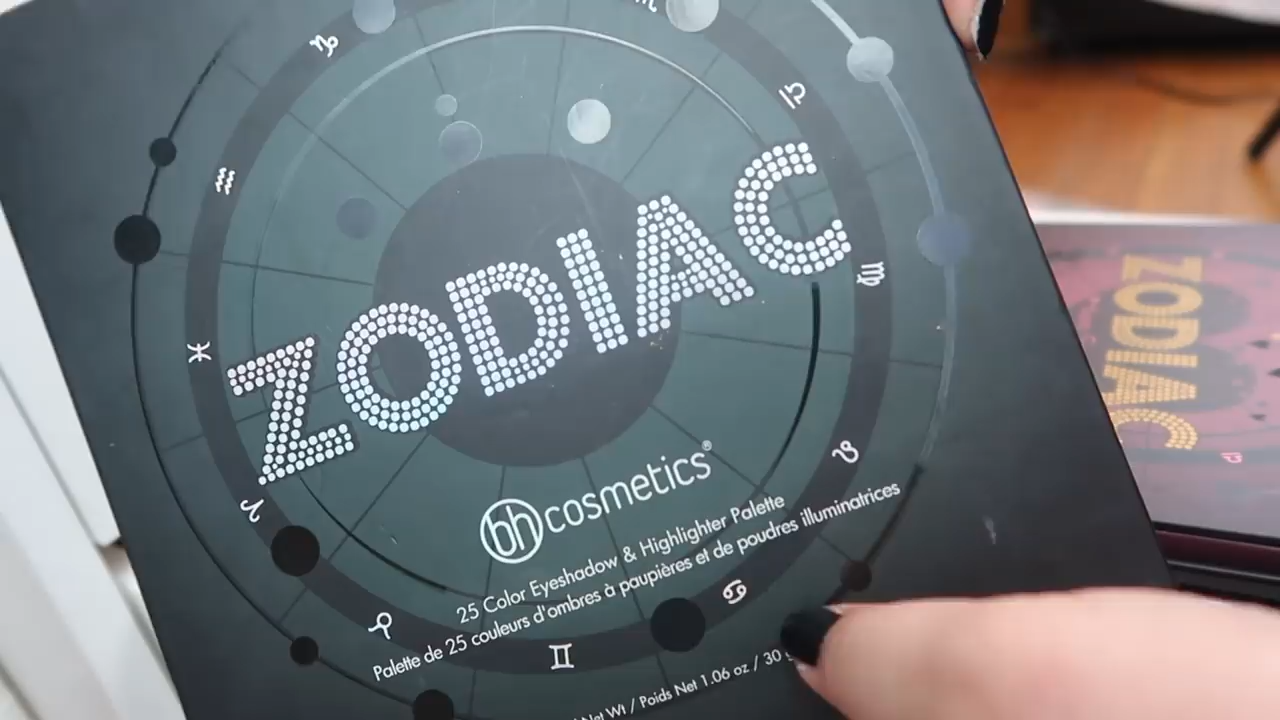 ZODIAC
bh cosmetics®
25 Color Eyeshadow & Highlighter Palette
Palette de 25 couleurs d'ombres à paupières et de poudres illuminatrices
Net Wt / Poids Net 1.06 oz / 30
ZODIAC